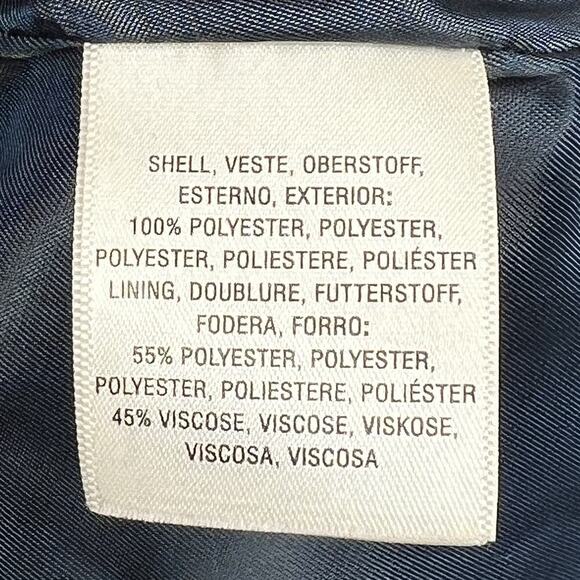 SHELL, VESTE, OBERSTOFF,
ESTERNO, EXTERIOR:
100% POLYESTER, POLYESTER,
POLYESTER, POLIESTERE, POLIÉSTER
LINING, DOUBLURE, FUTTERSTOFF,
FODERA, FORRO:
55% POLYESTER, POLYESTER,
POLYESTER, POLIESTERE, POLIÉSTER
45% VISCOSE, VISCOSE, VISKOSE,
VISCOSA, VISCOSA